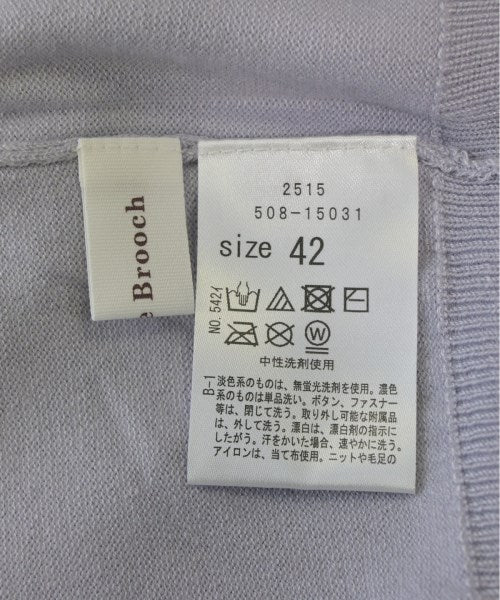 e Brooch
2515
508-15031
size 42
NO. 542イ
W
中性洗剤使用
B-1
淡色系のものは、無蛍光洗剤を使用。濃色
系のものは単品洗い。ボタン、ファスナー
等は、閉じて洗う。取り外し可能な附属品
は、外して洗う。漂白は、漂白剤の指示に
したがう。汗をかいた場合、速やかに洗う。
アイロンは、当て布使用。ニットや毛足の